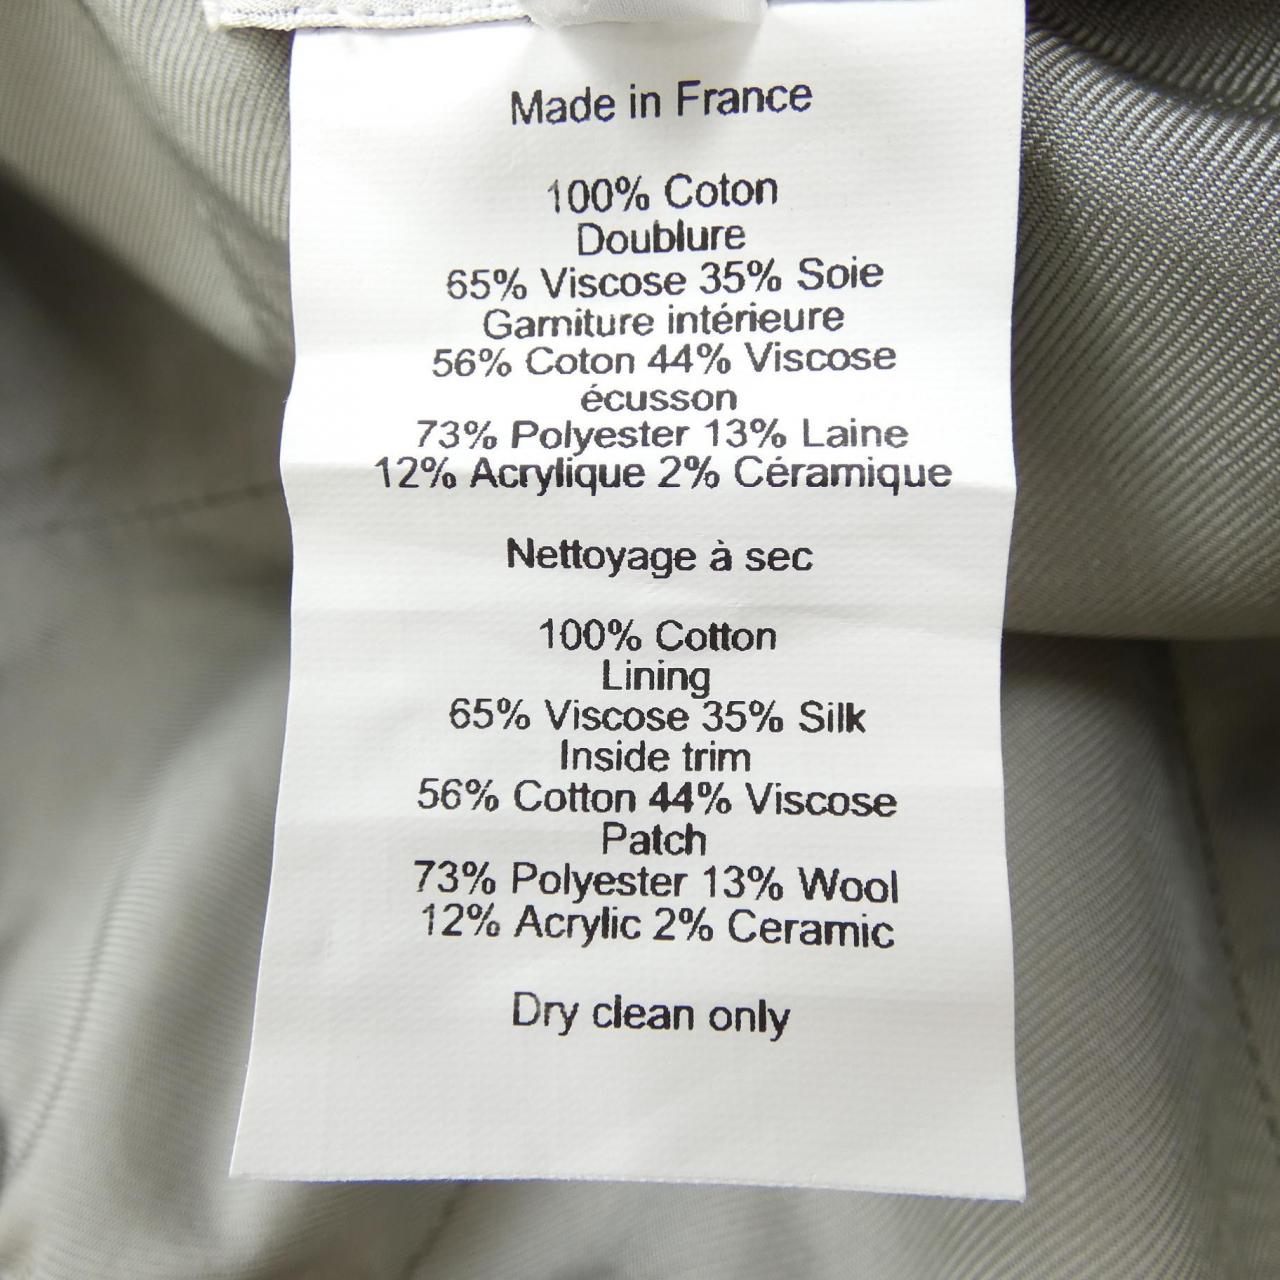 Made in France
100% Coton
Doublure
65% Viscose 35% Soie
Garniture intérieure
56% Coton 44% Viscose
écusson
73% Polyester 13% Laine
12% Acrylique 2% Céramique
Nettoyage à sec
100% Cotton
Lining
65% Viscose 35% Silk
Inside trim
56% Cotton 44% Viscose
Patch
73% Polyester 13% Wool
12% Acrylic 2% Ceramic
Dry clean only